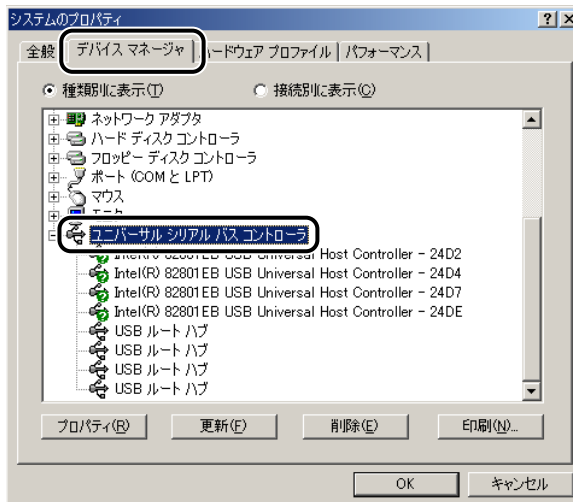 システムのプロパティ
全般 デバイス マネージャ ハードウェア プロファイル パフォーマンス
種類別に表示(T) 接続別に表示(C)
ネットワーク アダプタ
ハード ディスク コントローラ
フロッピー ディスク コントローラ
ポート (COM と LPT)
マウス
ユニバーサル シリアル バス コントローラ
Intel(R) 82801EB USB Universal Host Controller - 24D2
Intel(R) 82801EB USB Universal Host Controller - 24D4
Intel(R) 82801EB USB Universal Host Controller - 24D7
Intel(R) 82801EB USB Universal Host Controller - 24DE
USB ルート ハブ
USB ルート ハブ
USB ルート ハブ
USB ルート ハブ
プロパティ(R) 更新(F) 削除(E) 印刷(N)...
OK キャンセル